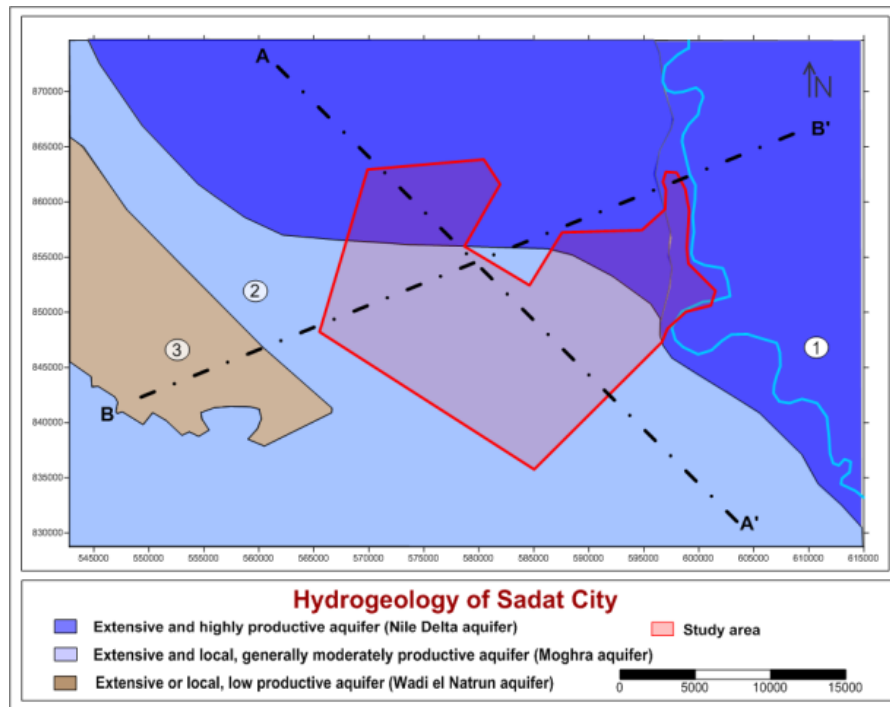 A
N
870000
B'
865000
860000
855000
2
850000
1
3
845000
B
840000
835000
A'
830000
545000 550000 555000 560000 565000 570000 575000 580000 585000 590000 595000 600000 605000 610000 615000
Hydrogeology of Sadat City
Extensive and highly productive aquifer (Nile Delta aquifer)
Study area
Extensive and local, generally moderately productive aquifer (Moghra aquifer)
Extensive or local, low productive aquifer (Wadi el Natrun aquifer)
0 5000 10000 15000